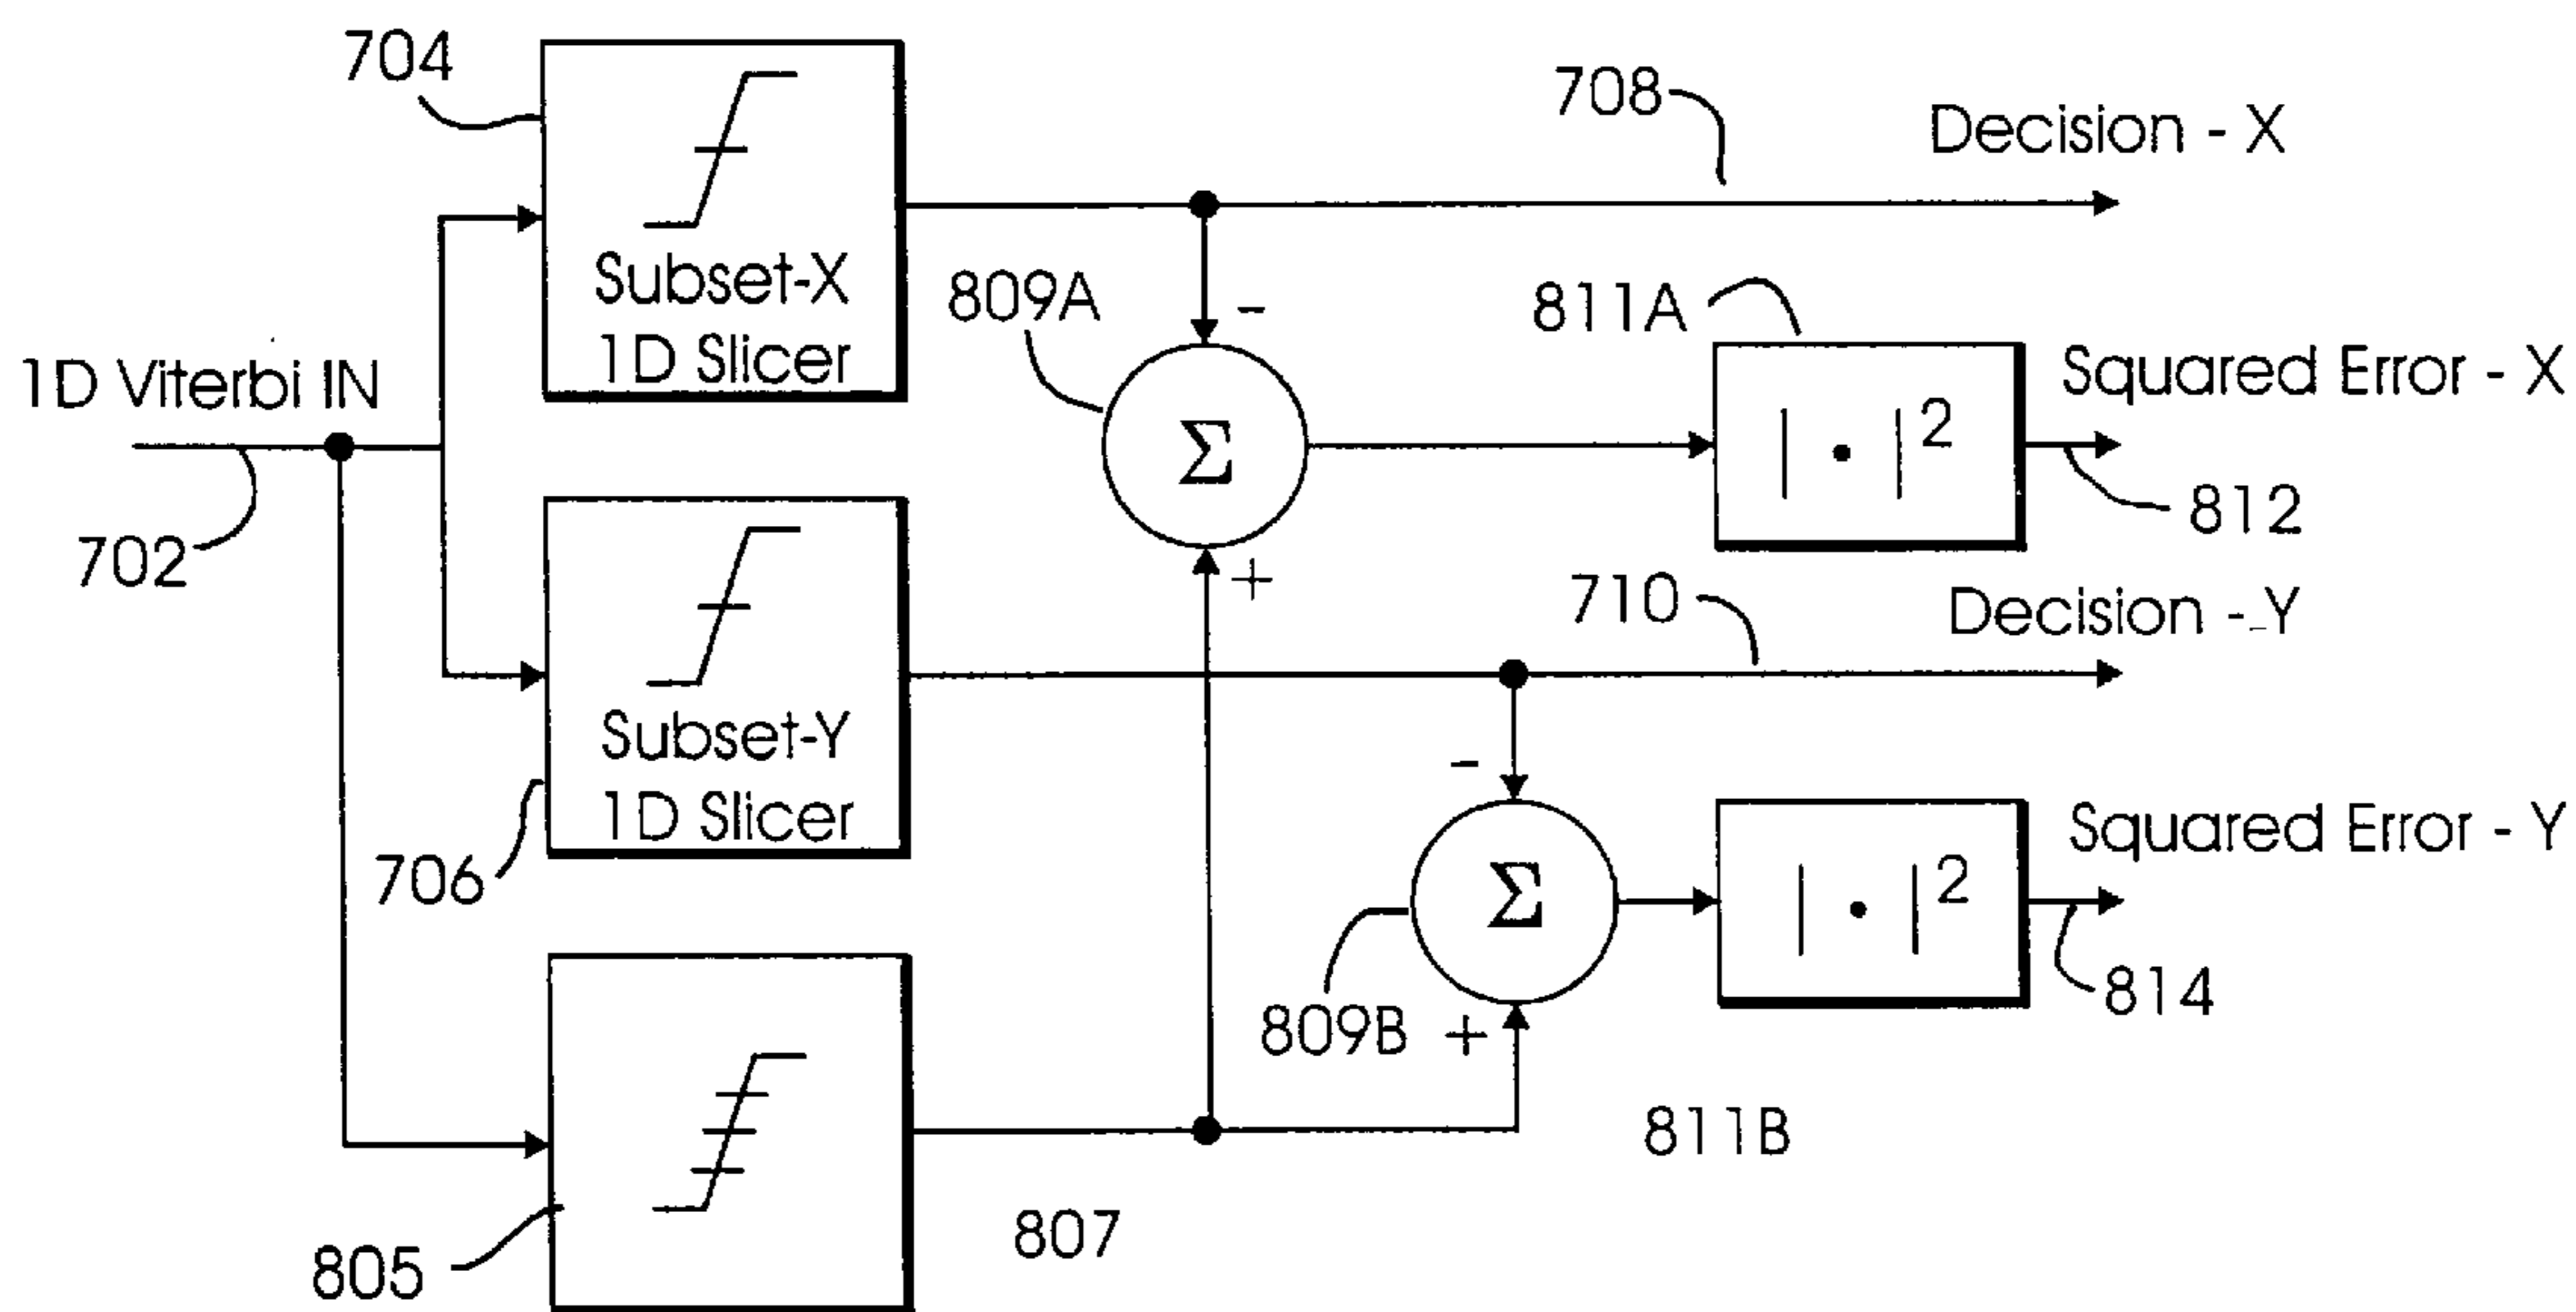 704
708
Decision - X
Subset-X
1D Slicer
809A
-
811A
1D Viterbi IN
Σ
| • | 2
Squared Error - X
702
812
+
710
Decision - Y
Subset-Y
1D Slicer
-
706
Σ
| • | 2
Squared Error - Y
809B
+
814
811B
805
807